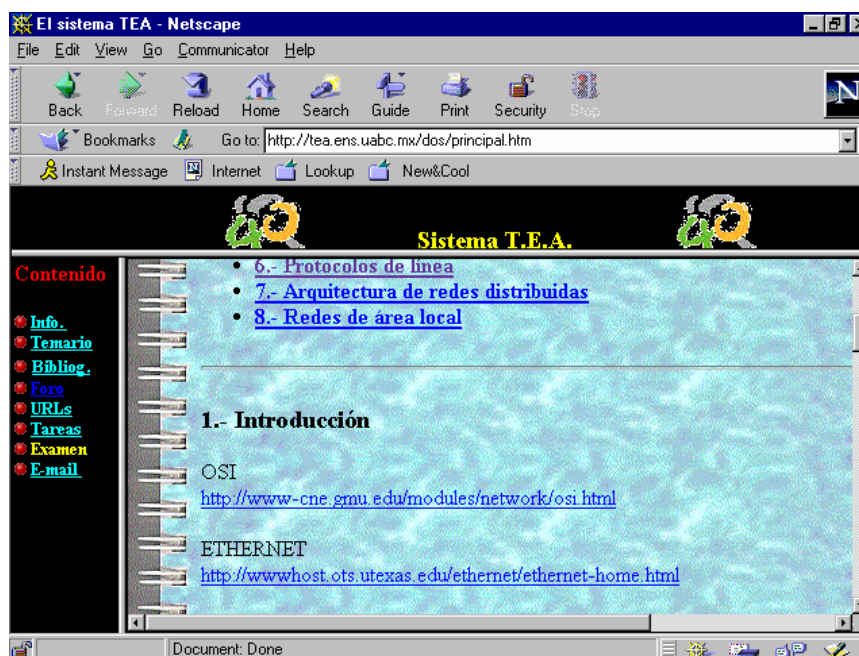 El sistema TEA - Netscape
File Edit View Go Communicator Help
Back Forward Reload Home Search Guide Print Security Stop
N
Bookmarks Go to: http://tea.ens.uabc.mx/dos/principal.htm
Instant Message Internet Lookup New&Cool
Sistema T.E.A.
Contenido
Info.
Temario
Bibliog.
Foro
URLs
Tareas
Examen
E-mail
6.- Protocolos de línea
7.- Arquitectura de redes distribuidas
8.- Redes de área local
1.- Introducción
OSI
http://www-cne.gmu.edu/modules/network/osi.html
ETHERNET
http://wwwhost.ots.utexas.edu/ethernet/ethernet-home.html
Document: Done